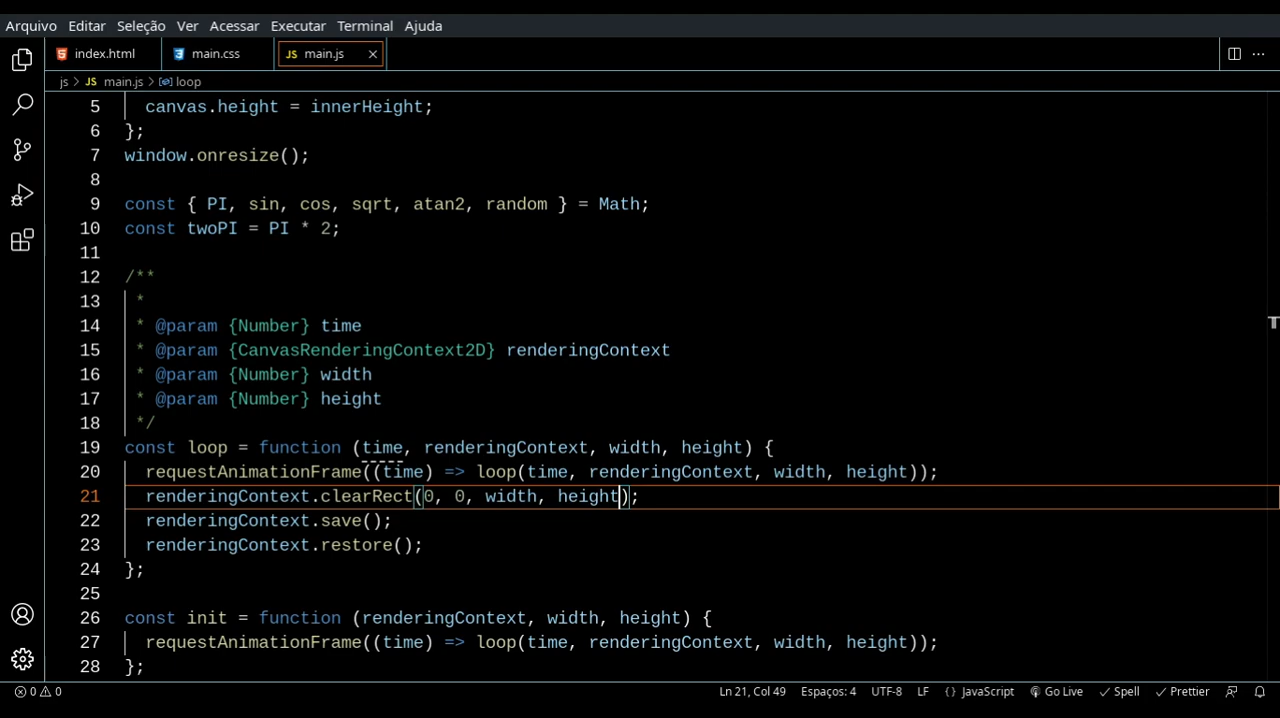 Arquivo Editar Seleção Ver Acessar Executar Terminal Ajuda
index.html
main.css
JS main.js
js > JS main.js > loop
5 canvas.height = innerHeight;
6 };
7 window.onresize();
8
9 const { PI, sin, cos, sqrt, atan2, random } = Math;
10 const twoPI = PI * 2;
11
12 /**
13 *
14 * @param {Number} time
15 * @param {CanvasRenderingContext2D} renderingContext
16 * @param {Number} width
17 * @param {Number} height
18 */
19 const loop = function (time, renderingContext, width, height) {
20 requestAnimationFrame((time) => loop(time, renderingContext, width, height));
21 renderingContext.clearRect(0, 0, width, height);
22 renderingContext.save();
23 renderingContext.restore();
24 };
25
26 const init = function (renderingContext, width, height) {
27 requestAnimationFrame((time) => loop(time, renderingContext, width, height));
28 };
0 0 Ln 21, Col 49 Espaços: 4 UTF-8 LF {} JavaScript Go Live Spell Prettier